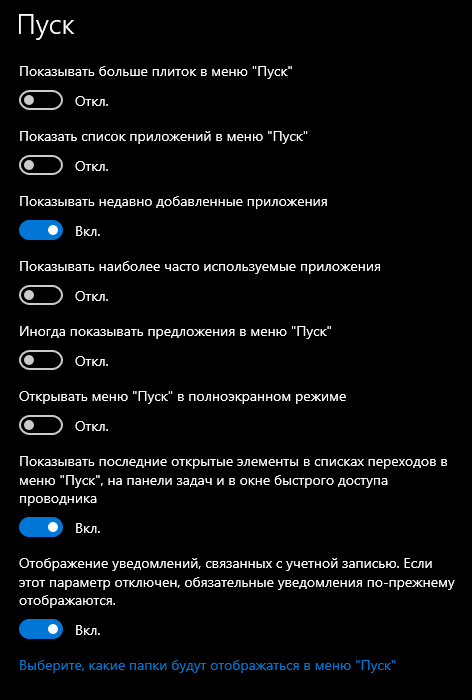 Пуск
Показывать больше плиток в меню "Пуск"
Откл.
Показать список приложений в меню "Пуск"
Откл.
Показывать недавно добавленные приложения
Вкл.
Показывать наиболее часто используемые приложения
Откл.
Иногда показывать предложения в меню "Пуск"
Откл.
Открывать меню "Пуск" в полноэкранном режиме
Откл.
Показывать последние открытые элементы в списках переходов в
меню "Пуск", на панели задач и в окне быстрого доступа
проводника
Вкл.
Отображение уведомлений, связанных с учетной записью. Если
этот параметр отключен, обязательные уведомления по-прежнему
отображаются.
Вкл.
Выберите, какие папки будут отображаться в меню "Пуск"